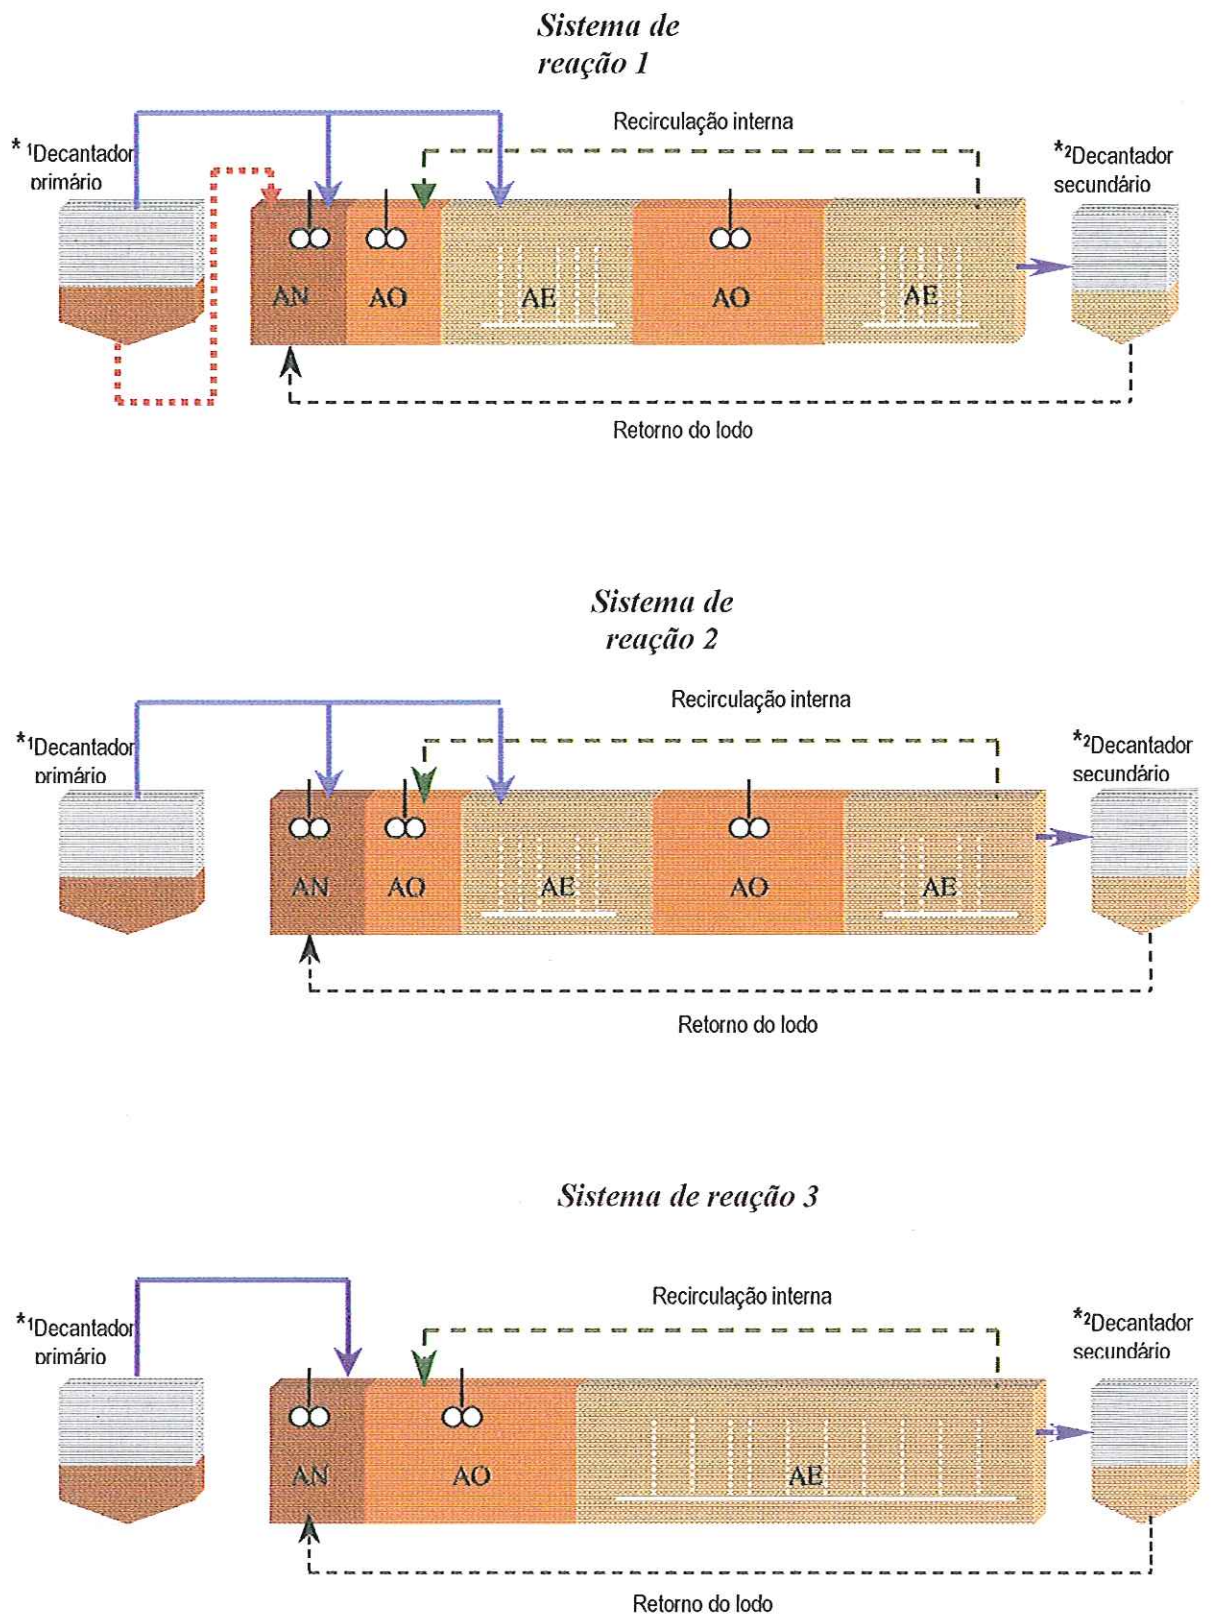 Sistema de
reação 1
Recirculação interna
* 1Decantador
primário
*2Decantador
secundário
AN
AO
AE
AO
AE
Retorno do lodo
Sistema de
reação 2
Recirculação interna
*1Decantador
primário
*2Decantador
secundário
AN
AO
AE
AO
AE
Retorno do lodo
Sistema de reação 3
Recirculação interna
*1Decantador
primário
*2Decantador
secundário
AN
AO
AE
Retorno do lodo